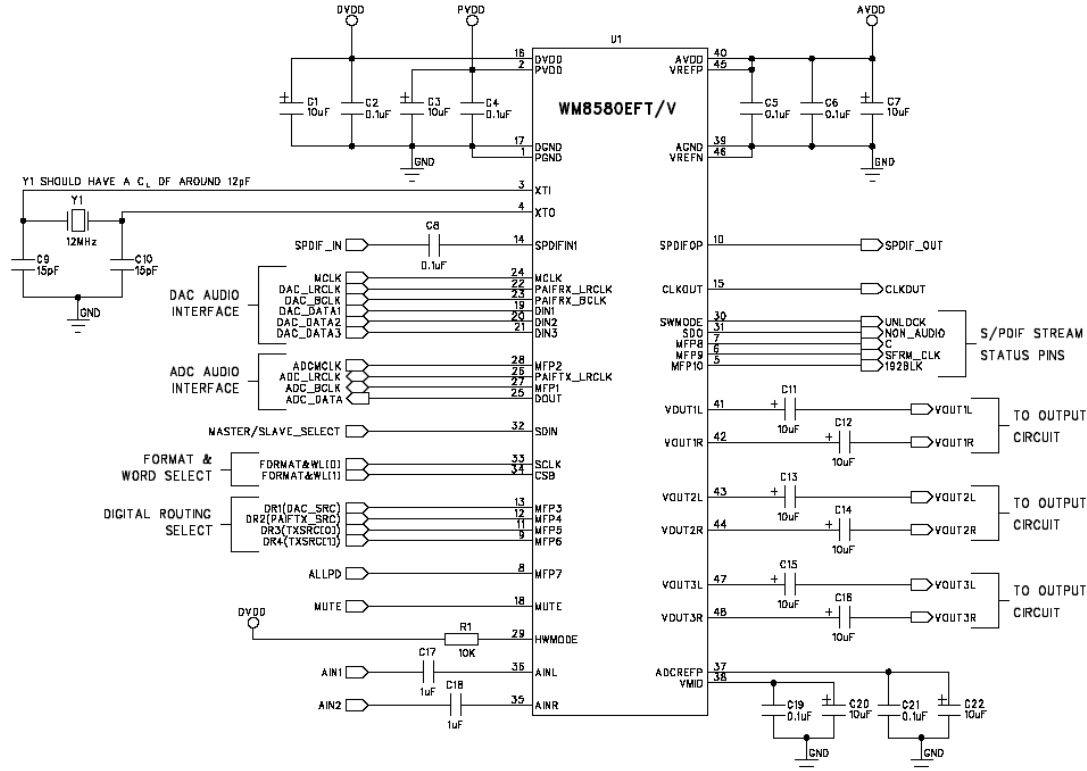 DVDD PVDD AVDD
U1
WM8580EFT/V
16 DVDD
2 PVDD
AVDD 40
VREFP 45
C1 10uF
C2 0.1uF
C3 10uF
C4 0.1uF
C5 0.1uF
C6 0.1uF
C7 10uF
17 DGND
1 PGND
AGND 39
VREFN 46
GND
GND
Y1 SHOULD HAVE A CL OF AROUND 12pF
3 XTI
4 XTO
Y1
12MHz
C9 15pF
C10 15pF
GND
SPDIF_IN
C8
0.1uF
14 SPDIFIN1
SPDIFOP 10 SPDIF_OUT
DAC AUDIO
INTERFACE
MCLK 24 MCLK
DAC_LRCLK 22 PAIFRX_LRCLK
DAC_BCLK 23 PAIFRX_BCLK
DAC_DATA1 19 DIN1
DAC_DATA2 20 DIN2
DAC_DATA3 21 DIN3
CLKOUT 15 CLKOUT
SWMODE 30 UNLOCK
SDO 31 NON_AUDIO
MFP8 7 C
MFP9 6 SFRM_CLK
MFP10 5 192BLK
S/PDIF STREAM
STATUS PINS
ADC AUDIO
INTERFACE
ADCMCLK 28 MFP2
ADC_LRCLK 26 PAIFTX_LRCLK
ADC_BCLK 27 MFP1
ADC_DATA 25 DOUT
VOUT1L 41 C11 10uF VOUT1L
VOUT1R 42 C12 10uF VOUT1R
TO OUTPUT
CIRCUIT
MASTER/SLAVE_SELECT 32 SDIN
FORMAT &
WORD SELECT
FORMAT&WL[0] 33 SCLK
FORMAT&WL[1] 34 CSB
VOUT2L 43 C13 10uF VOUT2L
VOUT2R 44 C14 10uF VOUT2R
TO OUTPUT
CIRCUIT
DIGITAL ROUTING
SELECT
DR1(DAC_SRC) 13 MFP3
DR2(PAIFTX_SRC) 12 MFP4
DR3(TXSRC[0]) 11 MFP5
DR4(TXSRC[1]) 9 MFP6
ALLPD 8 MFP7
MUTE 18 MUTE
VOUT3L 47 C15 10uF VOUT3L
VOUT3R 48 C16 10uF VOUT3R
TO OUTPUT
CIRCUIT
DVDD
R1
10K
29 HWMODE
AIN1 C17 1uF 36 AINL
AIN2 C18 1uF 35 AINR
ADCREFP 37
VMID 38
C19 0.1uF
C20 10uF
C21 0.1uF
C22 10uF
GND
GND